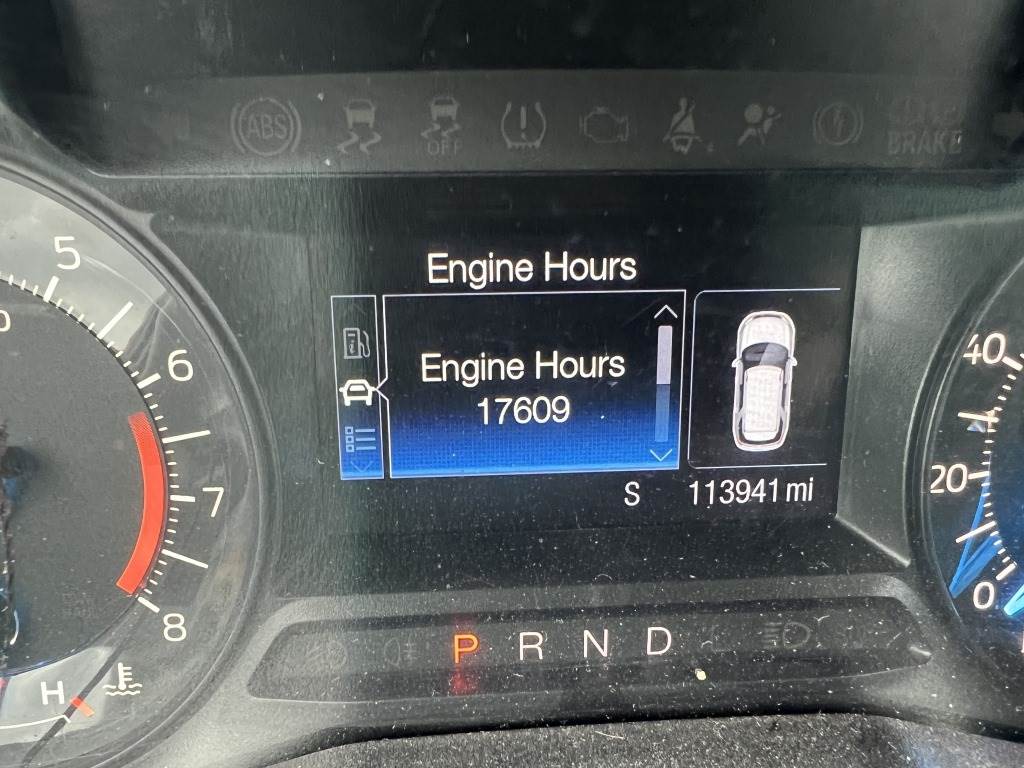 ABS
OFF
BRAKE
Engine Hours
Engine Hours
17609
S 113941 mi
5
6
7
8
H
40
20
0
P R N D